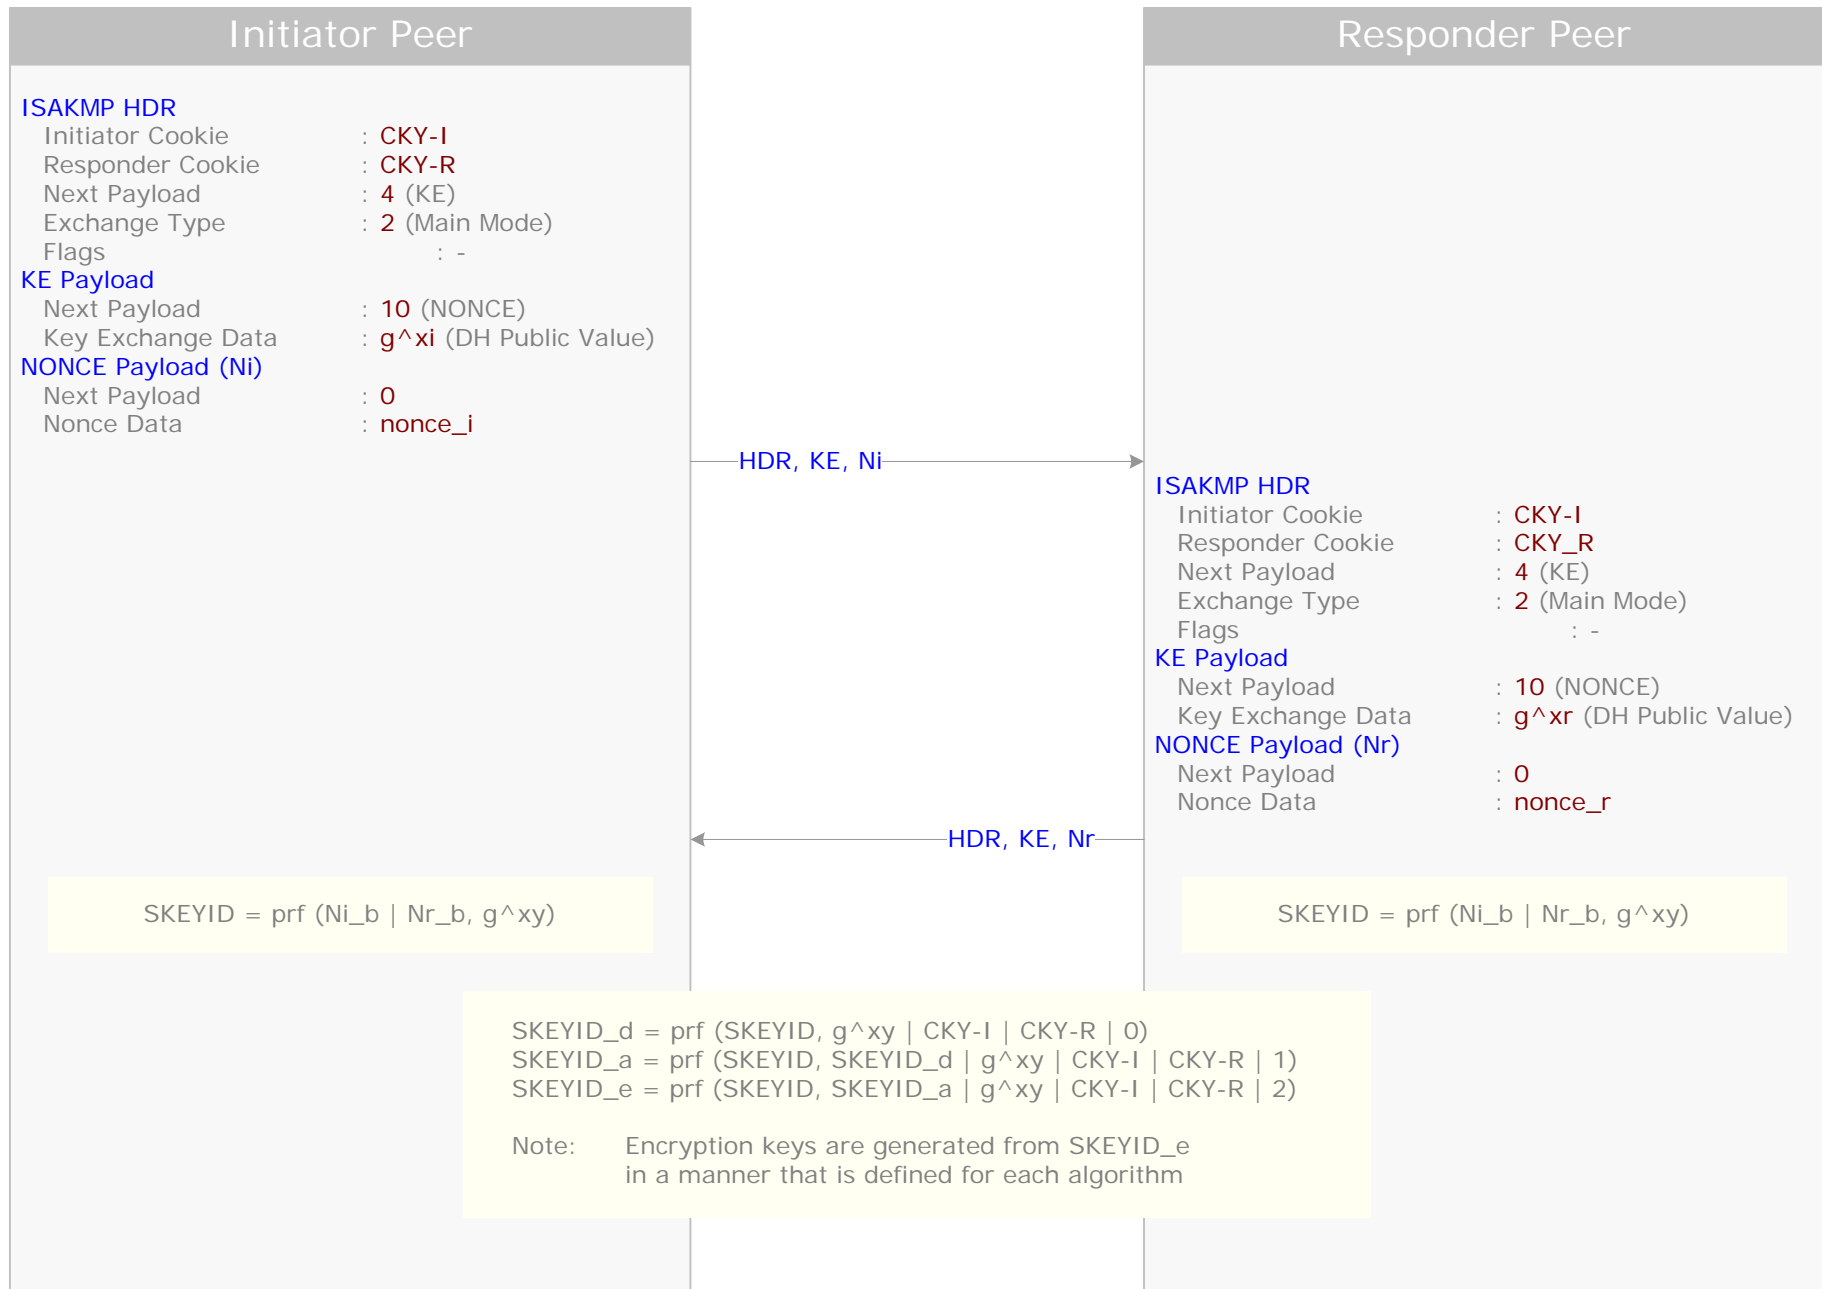 Initiator Peer
Responder Peer
ISAKMP HDR
Initiator Cookie : CKY-I
Responder Cookie : CKY-R
Next Payload : 4 (KE)
Exchange Type : 2 (Main Mode)
Flags : -
KE Payload
Next Payload : 10 (NONCE)
Key Exchange Data : g^xi (DH Public Value)
NONCE Payload (Ni)
Next Payload : 0
Nonce Data : nonce_i
HDR, KE, Ni
ISAKMP HDR
Initiator Cookie : CKY-I
Responder Cookie : CKY_R
Next Payload : 4 (KE)
Exchange Type : 2 (Main Mode)
Flags : -
KE Payload
Next Payload : 10 (NONCE)
Key Exchange Data : g^xr (DH Public Value)
NONCE Payload (Nr)
Next Payload : 0
Nonce Data : nonce_r
HDR, KE, Nr
SKEYID = prf (Ni_b | Nr_b, g^xy)
SKEYID = prf (Ni_b | Nr_b, g^xy)
SKEYID_d = prf (SKEYID, g^xy | CKY-I | CKY-R | 0)
SKEYID_a = prf (SKEYID, SKEYID_d | g^xy | CKY-I | CKY-R | 1)
SKEYID_e = prf (SKEYID, SKEYID_a | g^xy | CKY-I | CKY-R | 2)
Note: Encryption keys are generated from SKEYID_e
in a manner that is defined for each algorithm